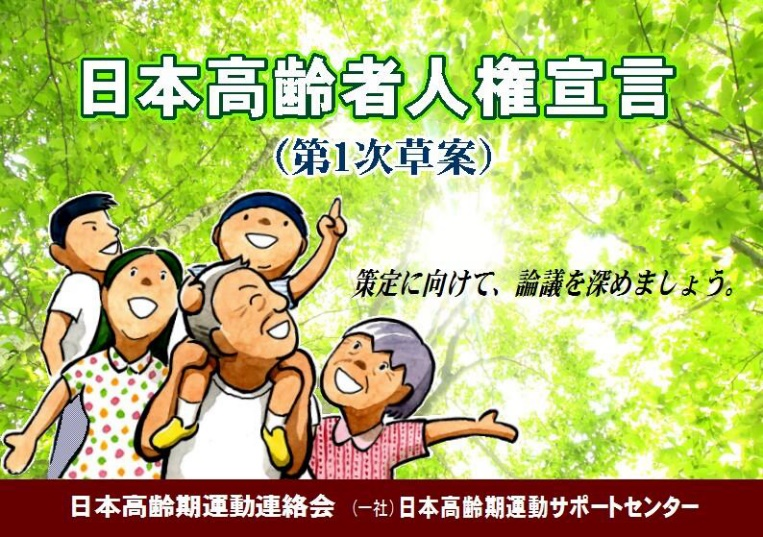 日本高齢者人権宣言
（第1次草案）
策定に向けて、論議を深めましょう。
日本高齢期運動連絡会 （一社）日本高齢期運動サポートセンター